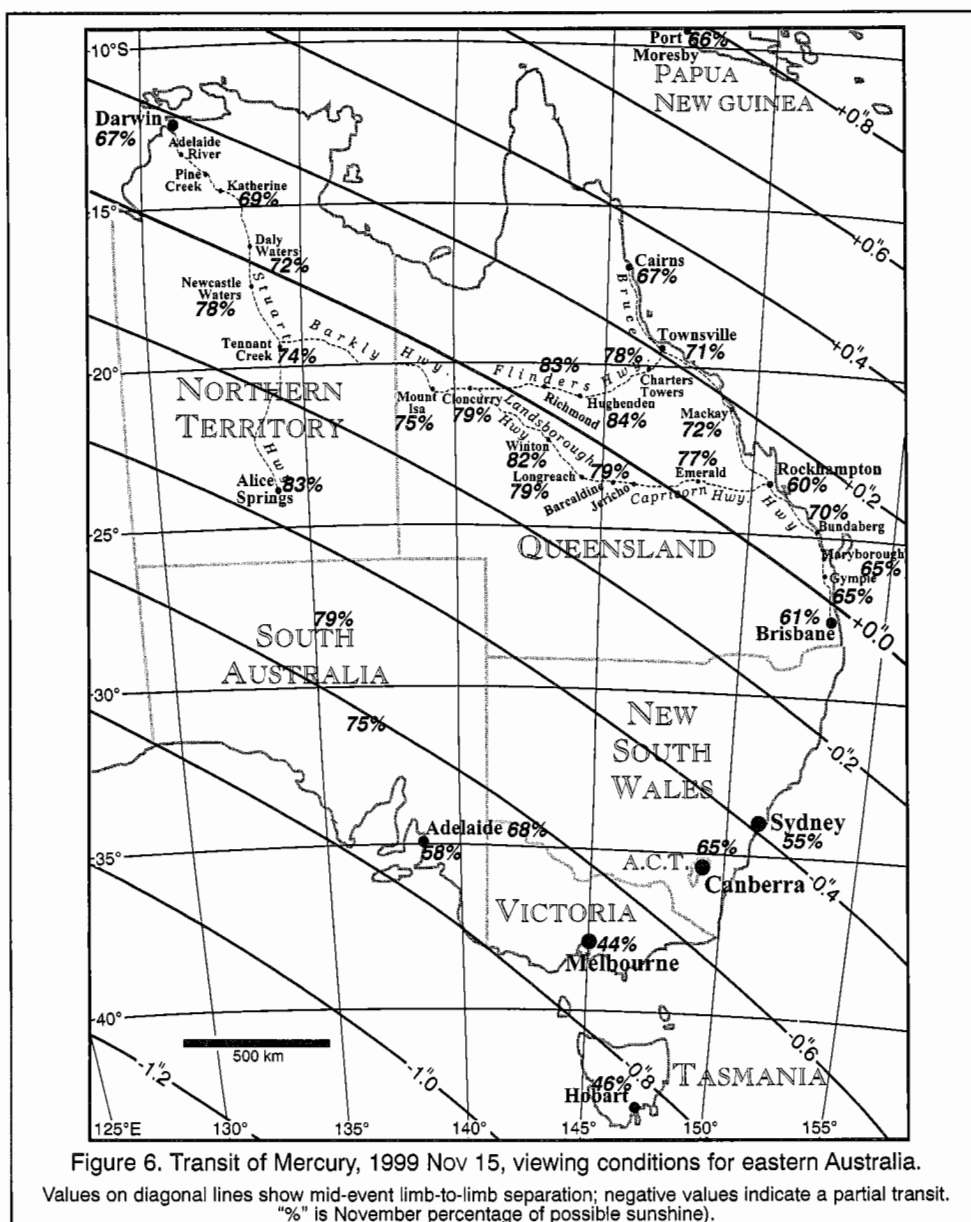 10°S
Port
66%
Moresby
PAPUA
NEW GUINEA
+0."8
Darwin
67%
Adelaide
River
Pine
Creek
Katherine
69%
15°
+0."6
Daly
Waters
72%
Cairns
67%
Newcastle
Waters
78%
Stuart
Bruce
+0."4
Tennant
Creek
74%
Barkly Hwy.
Flinders Hwy
83%
78%
Townsville
71%
20°
Charters
Towers
NORTHERN
TERRITORY
Mount
Isa
75%
Cloncurry
79%
Richmond
Hughenden
84%
Mackay
72%
Landsborough
Hwy
Winton
82%
77%
Emerald
+0."2
Hwy
Alice
Springs
83%
Longreach
79%
79%
Barcaldine
Jericho
Capricorn Hwy
Rockhampton
60%
Hwy
70%
Bundaberg
25°
QUEENSLAND
Maryborough
65%
Gympie
65%
79%
61%
Brisbane
+0."0
SOUTH
AUSTRALIA
30°
75%
NEW
SOUTH
WALES
-0."2
Adelaide 68%
58%
Sydney
55%
35°
65%
A.C.T.
Canberra
-0."4
VICTORIA
44%
Melbourne
40°
500 km
-0."6
-1."2
-1."0
-0."8
46%
Hobart
TASMANIA
125°E
130°
135°
140°
145°
150°
155°
Figure 6. Transit of Mercury, 1999 Nov 15, viewing conditions for eastern Australia.
Values on diagonal lines show mid-event limb-to-limb separation; negative values indicate a partial transit.
"%" is November percentage of possible sunshine).